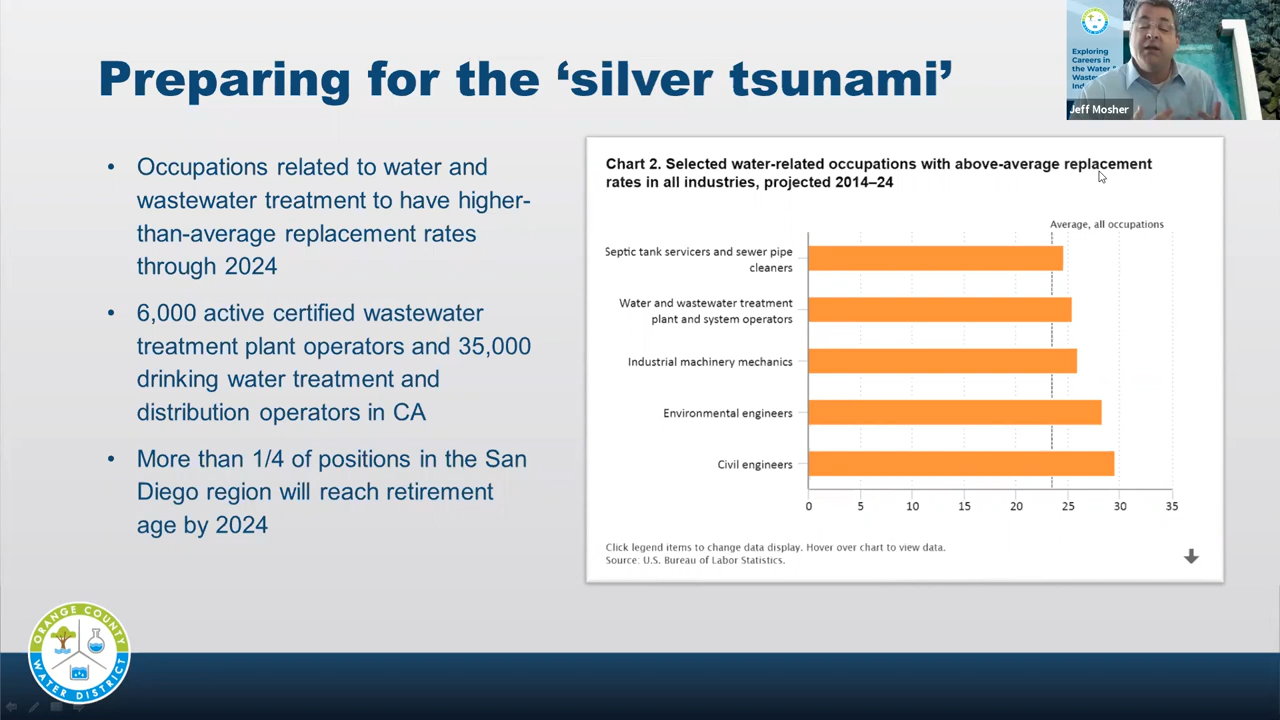 Preparing for the ‘silver tsunami’
Exploring
Careers in
the Water
Jeff Mosher
• Occupations related to water and
wastewater treatment to have higher-
than-average replacement rates
through 2024
• 6,000 active certified wastewater
treatment plant operators and 35,000
drinking water treatment and
distribution operators in CA
• More than 1/4 of positions in the San
Diego region will reach retirement
age by 2024
Chart 2. Selected water-related occupations with above-average replacement
rates in all industries, projected 2014–24
Average, all occupations
Septic tank servicers and sewer pipe
cleaners
Water and wastewater treatment
plant and system operators
Industrial machinery mechanics
Environmental engineers
Civil engineers
0 5 10 15 20 25 30 35
Click legend items to change data display. Hover over chart to view data.
Source: U.S. Bureau of Labor Statistics.
ORANGE COUNTY
WATER DISTRICT